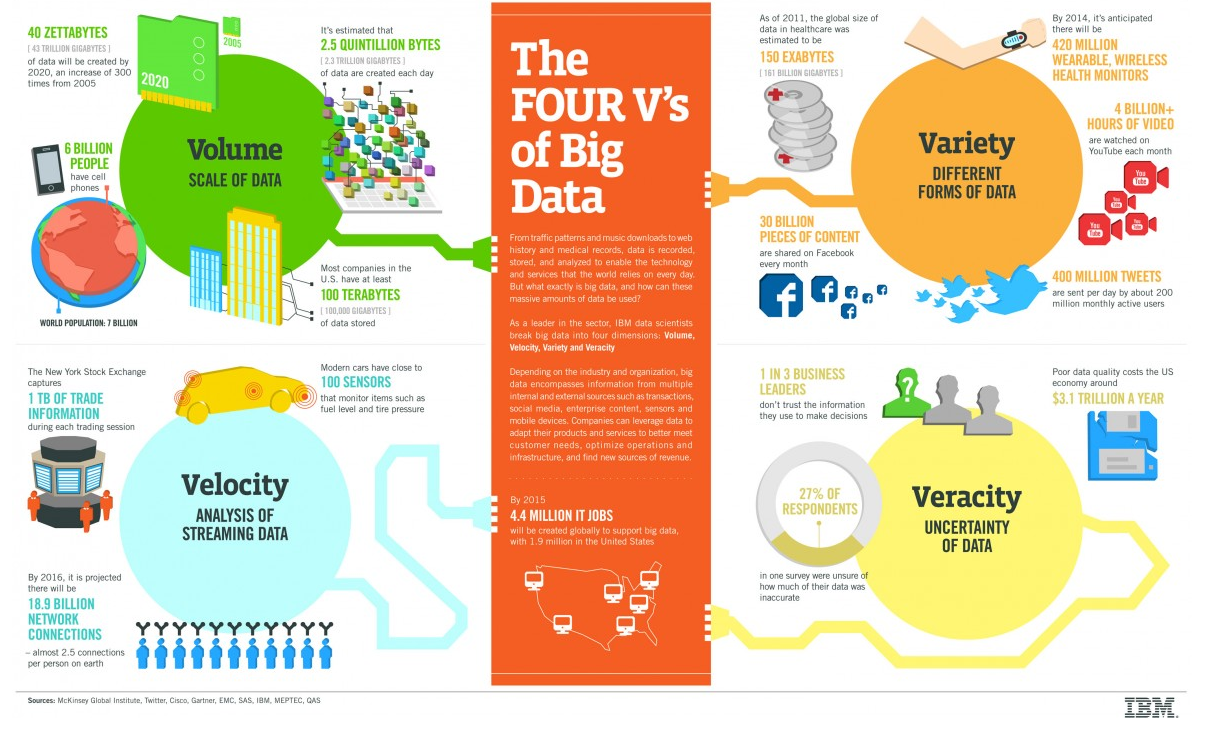 40 ZETTABYTES
[ 43 TRILLION GIGABYTES ]
of data will be created by
2020, an increase of 300
times from 2005
2020
2005
It's estimated that
2.5 QUINTILLION BYTES
[ 2.3 TRILLION GIGABYTES ]
of data are created each day
6 BILLION
PEOPLE
have cell
phones
WORLD POPULATION: 7 BILLION
Volume
SCALE OF DATA
Most companies in the
U.S. have at least
100 TERABYTES
[ 100,000 GIGABYTES ]
of data stored
The New York Stock Exchange
captures
1 TB OF TRADE
INFORMATION
during each trading session
Modern cars have close to
100 SENSORS
that monitor items such as
fuel level and tire pressure
Velocity
ANALYSIS OF
STREAMING DATA
By 2016, it is projected
there will be
18.9 BILLION
NETWORK
CONNECTIONS
– almost 2.5 connections
per person on earth
The
FOUR V's
of Big
Data
From traffic patterns and music downloads to web
history and medical records, data is recorded,
stored, and analyzed to enable the technology
and services that the world relies on every day.
But what exactly is big data, and how can these
massive amounts of data be used?
As a leader in the sector, IBM data scientists
break big data into four dimensions: Volume,
Velocity, Variety and Veracity
Depending on the industry and organization, big
data encompasses information from multiple
internal and external sources such as transactions,
social media, enterprise content, sensors and
mobile devices. Companies can leverage data to
adapt their products and services to better meet
customer needs, optimize operations and
infrastructure, and find new sources of revenue.
By 2015
4.4 MILLION IT JOBS
will be created globally to support big data,
with 1.9 million in the United States
As of 2011, the global size of
data in healthcare was
estimated to be
150 EXABYTES
[ 161 BILLION GIGABYTES ]
By 2014, it's anticipated
there will be
420 MILLION
WEARABLE, WIRELESS
HEALTH MONITORS
Variety
DIFFERENT
FORMS OF DATA
4 BILLION+
HOURS OF VIDEO
are watched on
YouTube each month
You
Tube
You
Tube
You
Tube
You
Tube
30 BILLION
PIECES OF CONTENT
are shared on Facebook
every month
f
f
f
f
f
f
400 MILLION TWEETS
are sent per day by about 200
million monthly active users
1 IN 3 BUSINESS
LEADERS
don't trust the information
they use to make decisions
?
Poor data quality costs the US
economy around
$3.1 TRILLION A YEAR
27% OF
RESPONDENTS
in one survey were unsure of
how much of their data was
inaccurate
Veracity
UNCERTAINTY
OF DATA
Sources: McKinsey Global Institute, Twitter, Cisco, Gartner, EMC, SAS, IBM, MEPTEC, QAS
IBM.